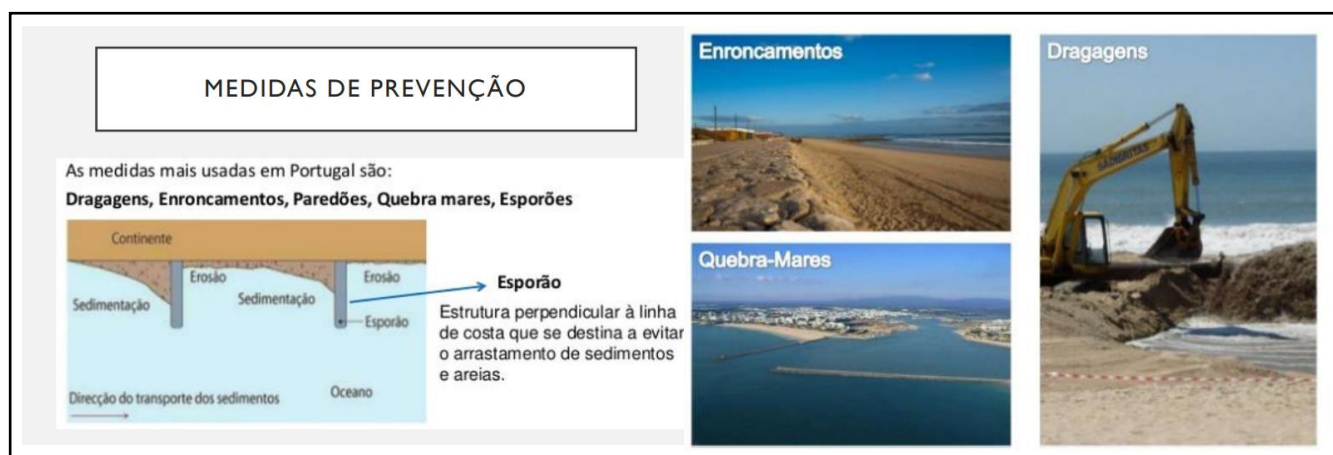 MEDIDAS DE PREVENÇÃO
As medidas mais usadas em Portugal são:
Dragagens, Enroncamentos, Paredões, Quebra mares, Esporões
Continente
Erosão
Erosão
Sedimentação
Sedimentação
Esporão
Direcção do transporte dos sedimentos
Oceano
Esporão
Estrutura perpendicular à linha
de costa que se destina a evitar
o arrastamento de sedimentos
e areias.
Enroncamentos
Quebra-Mares
Dragagens
SADIBRITAS